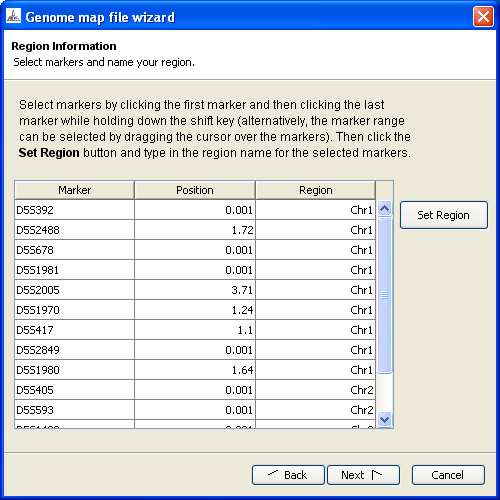 Genome map file wizard
Region Information
Select markers and name your region.
Select markers by clicking the first marker and then clicking the last
marker while holding down the shift key (alternatively, the marker range
can be selected by dragging the cursor over the markers). Then click the
Set Region button and type in the region name for the selected markers.
Marker Position Region
D5S392 0.001 Chr1
D5S2488 1.72 Chr1
D5S678 0.001 Chr1
D5S1981 0.001 Chr1
D5S2005 3.71 Chr1
D5S1970 1.24 Chr1
D5S417 1.1 Chr1
D5S2849 0.001 Chr1
D5S1980 1.64 Chr1
D5S405 0.001 Chr2
D5S593 0.001 Chr2
Set Region
Back Next Cancel